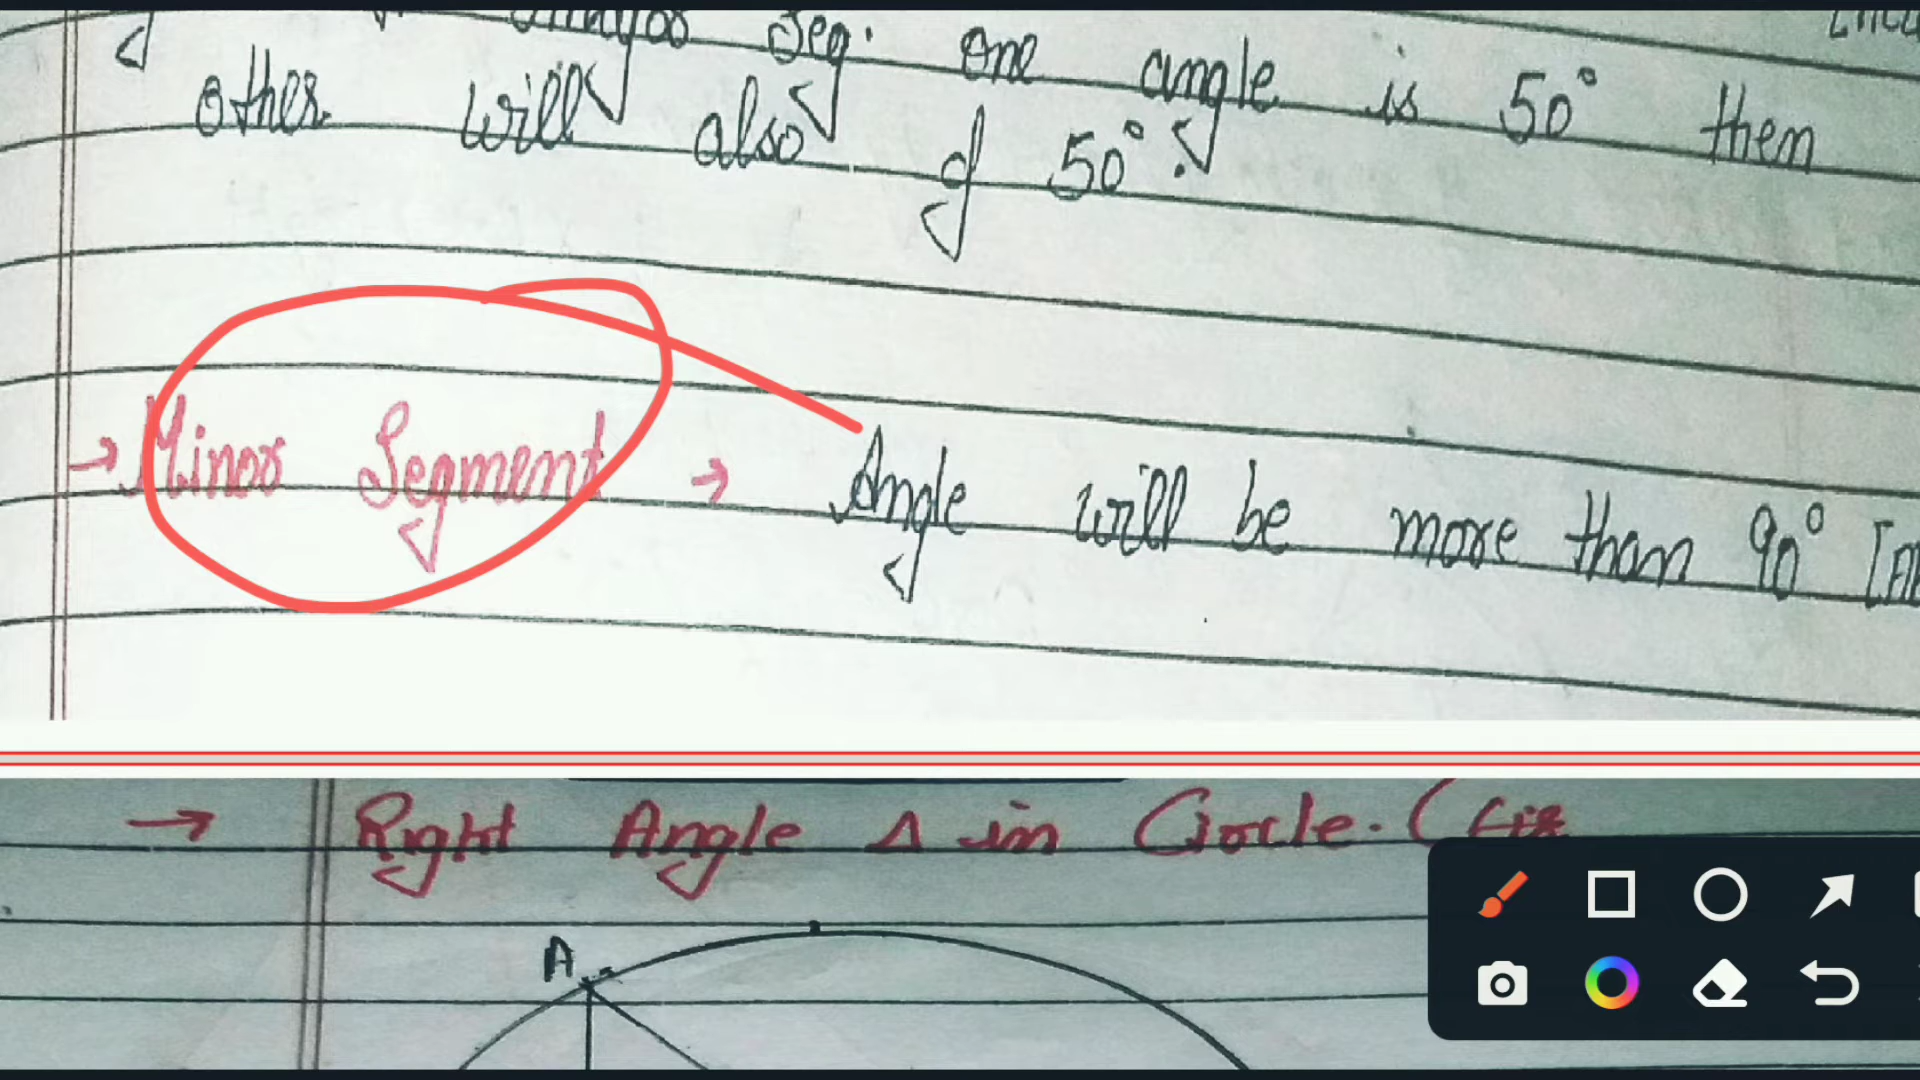 Seg. one angle is 50° then
other will also of 50°.
→ Minor Segment → Angle will be more than 90°
→ Right Angle Δ in Circle. (
A